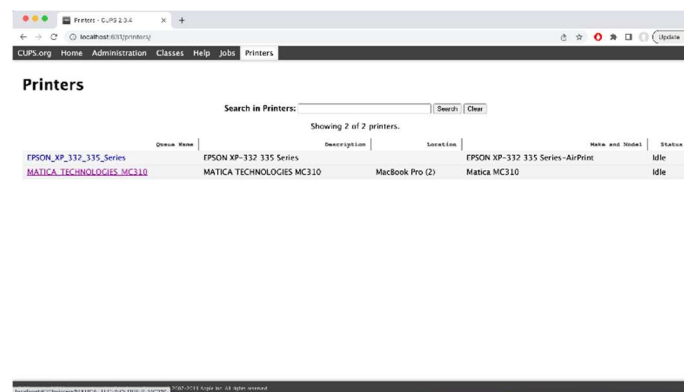 Printers - CUPS 2.3.4
localhost:631/printers/
Update
CUPS.org Home Administration Classes Help Jobs Printers
Printers
Search in Printers: Search Clear
Showing 2 of 2 printers.
Queue Name Description Location Make and Model Status
EPSON_XP_332_335_Series EPSON XP-332 335 Series EPSON XP-332 335 Series-AirPrint Idle
MATICA_TECHNOLOGIES_MC310 MATICA TECHNOLOGIES MC310 MacBook Pro (2) Matica MC310 Idle
2007-2019 Apple Inc. All rights reserved.